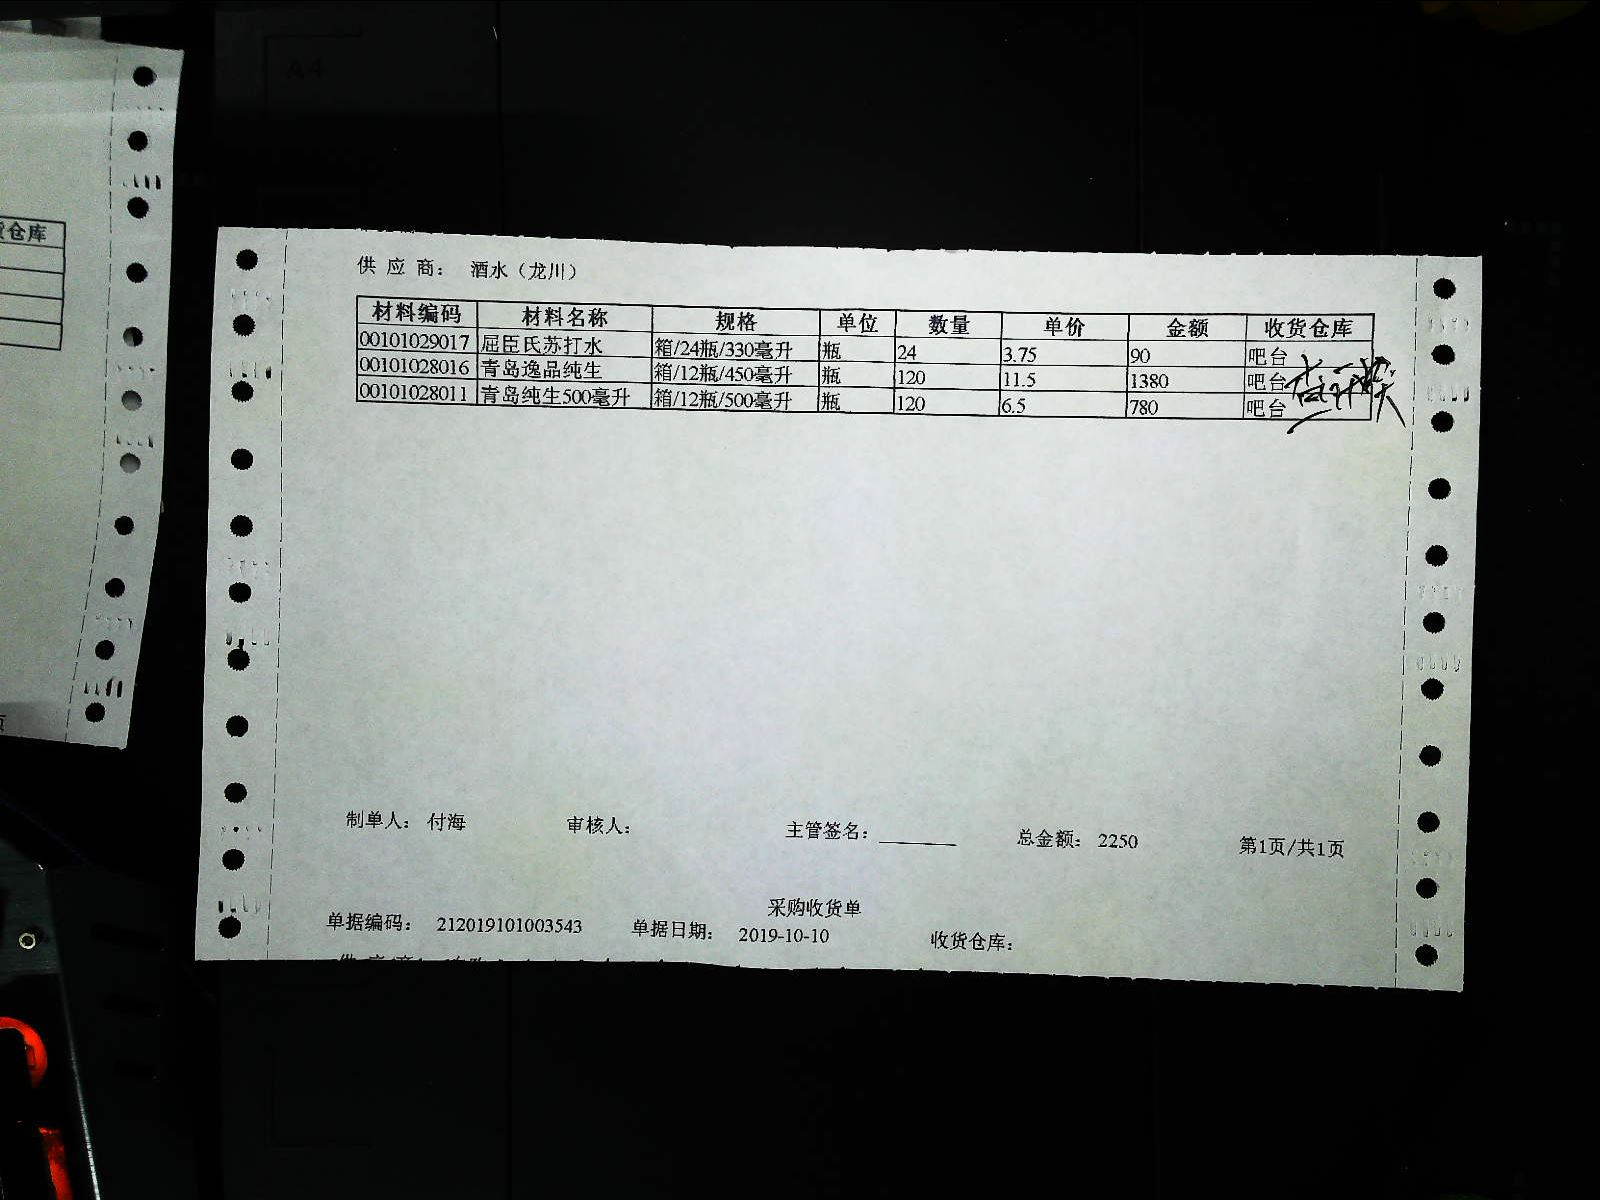 A4
货仓库
页
供应商： 酒水（龙川）
材料编码 材料名称 规格 单位 数量 单价 金额 收货仓库
00101029017 屈臣氏苏打水 箱/24瓶/330毫升 瓶 24 3.75 90 吧台
00101028016 青岛逸品纯生 箱/12瓶/450毫升 瓶 120 11.5 1380 吧台
00101028011 青岛纯生500毫升 箱/12瓶/500毫升 瓶 120 6.5 780 吧台
制单人： 付海 审核人： 主管签名： 总金额： 2250 第1页/共1页
采购收货单
单据编码： 212019101003543 单据日期： 2019-10-10 收货仓库：